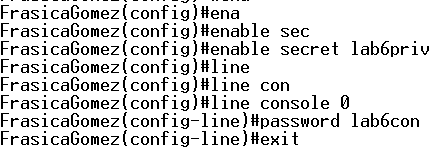 FrasicaGomez(config)#ena
FrasicaGomez(config)#enable sec
FrasicaGomez(config)#enable secret lab6priv
FrasicaGomez(config)#line
FrasicaGomez(config)#line con
FrasicaGomez(config)#line console 0
FrasicaGomez(config-line)#password lab6con
FrasicaGomez(config-line)#exit